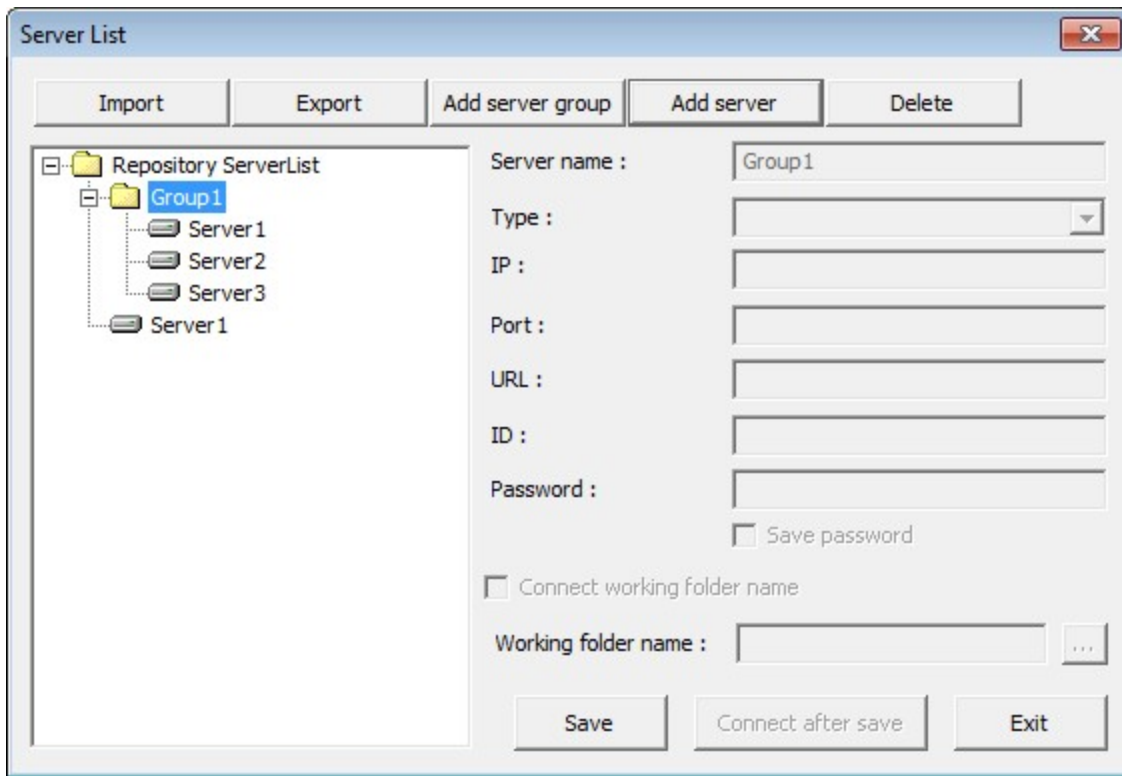 Server List
Import Export Add server group Add server Delete
Repository ServerList
Group1
Server1
Server2
Server3
Server1
Server name : Group1
Type :
IP :
Port :
URL :
ID :
Password :
Save password
Connect working folder name
Working folder name : ...
Save Connect after save Exit